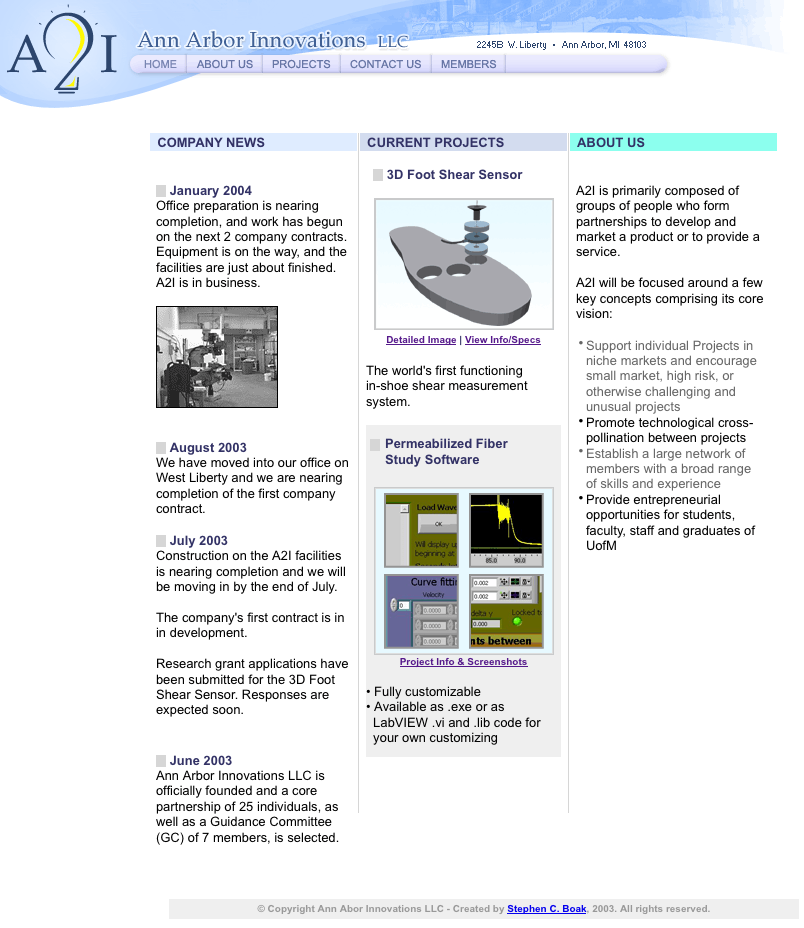 A2I
Ann Arbor Innovations LLC
2245B W. Liberty • Ann Arbor, MI 48103
HOME ABOUT US PROJECTS CONTACT US MEMBERS
COMPANY NEWS
January 2004
Office preparation is nearing
completion, and work has begun
on the next 2 company contracts.
Equipment is on the way, and the
facilities are just about finished.
A2I is in business.
August 2003
We have moved into our office on
West Liberty and we are nearing
completion of the first company
contract.
July 2003
Construction on the A2I facilities
is nearing completion and we will
be moving in by the end of July.
The company's first contract is in
in development.
Research grant applications have
been submitted for the 3D Foot
Shear Sensor. Responses are
expected soon.
June 2003
Ann Arbor Innovations LLC is
officially founded and a core
partnership of 25 individuals, as
well as a Guidance Committee
(GC) of 7 members, is selected.
CURRENT PROJECTS
3D Foot Shear Sensor
Detailed Image | View Info/Specs
The world's first functioning
in-shoe shear measurement
system.
Permeabilized Fiber
Study Software
Load Wave
OK
Will display u
beginning at
85.0 90.0
Curve fittin
Velocity
0
0.0000
0.0000
0.0000
0.002
0.002
delta y Locked t
0.000
nts between
Project Info & Screenshots
• Fully customizable
• Available as .exe or as
LabVIEW .vi and .lib code for
your own customizing
ABOUT US
A2I is primarily composed of
groups of people who form
partnerships to develop and
market a product or to provide a
service.
A2I will be focused around a few
key concepts comprising its core
vision:
• Support individual Projects in
niche markets and encourage
small market, high risk, or
otherwise challenging and
unusual projects
• Promote technological cross-
pollination between projects
• Establish a large network of
members with a broad range
of skills and experience
• Provide entrepreneurial
opportunities for students,
faculty, staff and graduates of
UofM
© Copyright Ann Abor Innovations LLC - Created by Stephen C. Boak, 2003. All rights reserved.